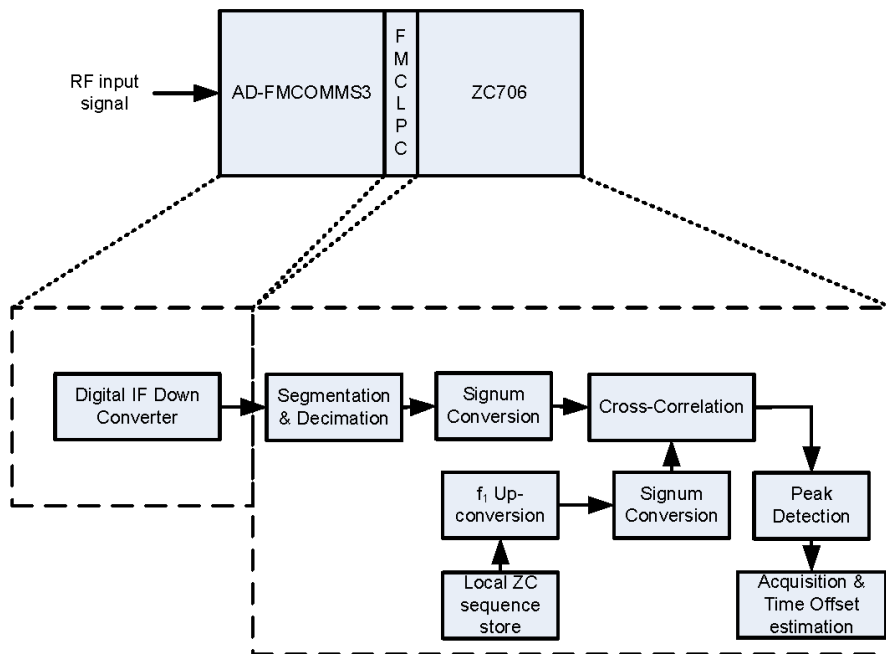 RF input
signal
AD-FMCOMMS3
F
M
C
L
P
C
ZC706
Digital IF Down
Converter
Segmentation
& Decimation
Signum
Conversion
Cross-Correlation
f₁ Up-
conversion
Signum
Conversion
Peak
Detection
Local ZC
sequence
store
Acquisition &
Time Offset
estimation